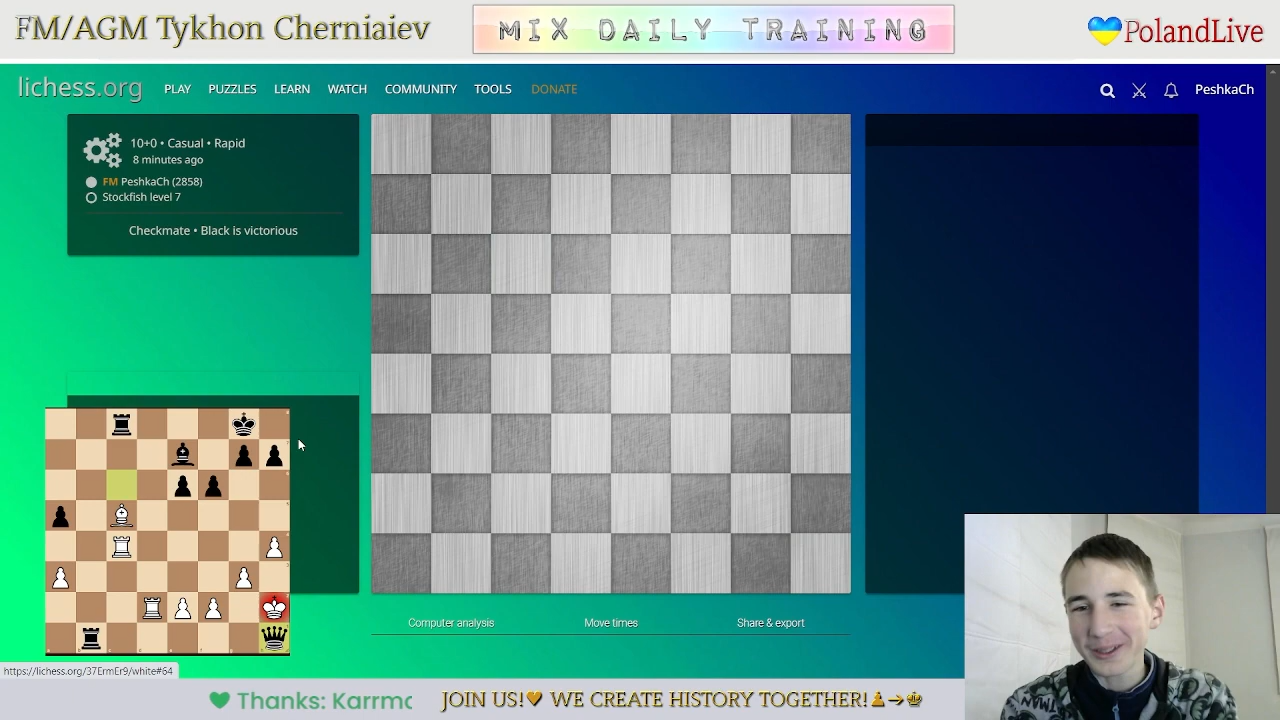 FM/AGM Tykhon Cherniaiev
MIX DAILY TRAINING
PolandLive
lichess.org PLAY PUZZLES LEARN WATCH COMMUNITY TOOLS DONATE PeshkaCh
10+0 • Casual • Rapid
8 minutes ago
FM PeshkaCh (2858)
Stockfish level 7
Checkmate • Black is victorious
Computer analysis Move times Share & export
https://lichess.org/37ErmEr9/white#64
Thanks: Karrmo
JOIN US! WE CREATE HISTORY TOGETHER!